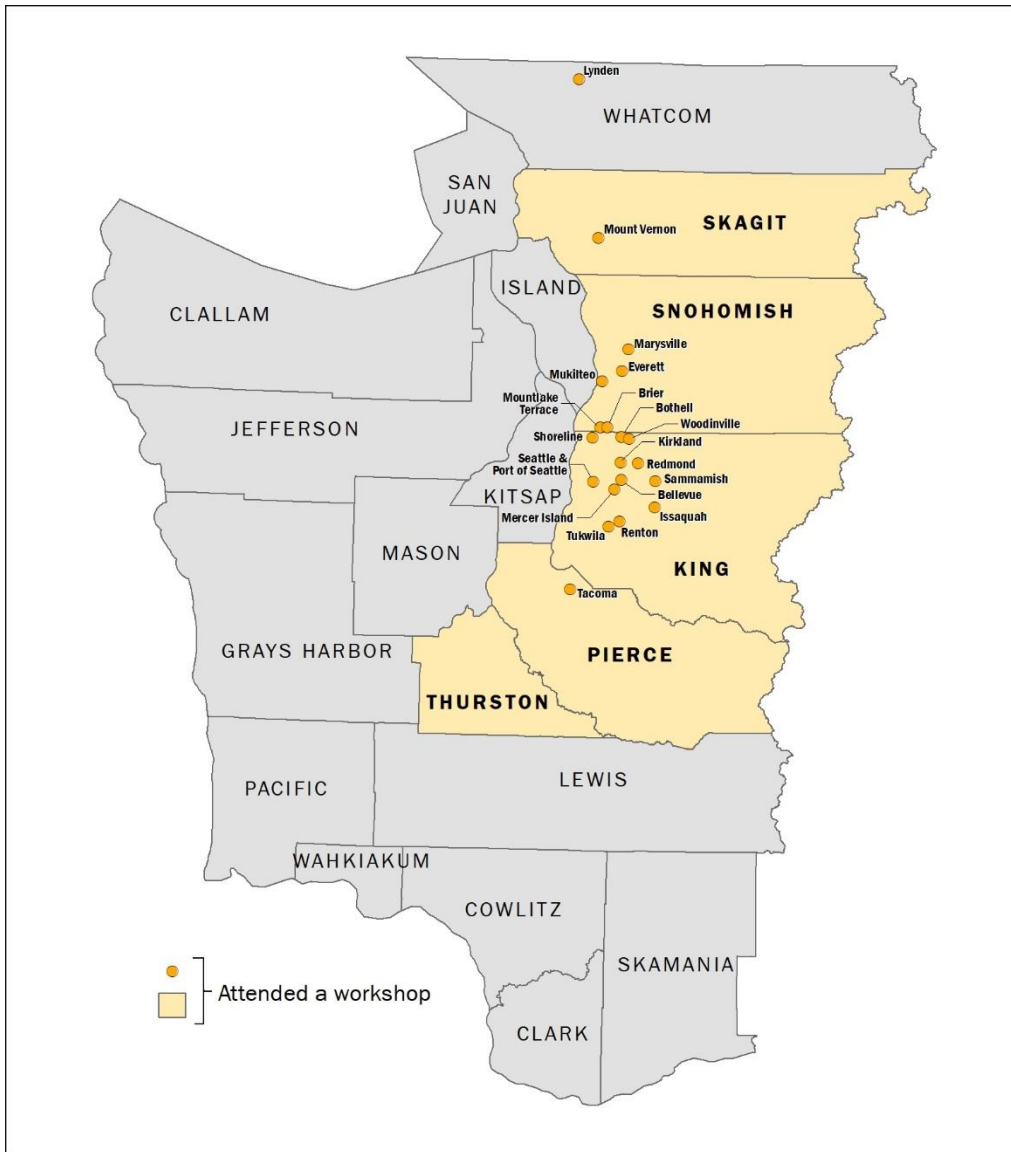 Lynden
WHATCOM
SAN
JUAN
SKAGIT
Mount Vernon
ISLAND
SNOHOMISH
CLALLAM
Marysville
Everett
Mukilteo
Brier
Mountlake
Terrace
Bothell
Woodinville
JEFFERSON
Shoreline
Kirkland
Seattle &
Port of Seattle
Redmond
Sammamish
KITSAP
Bellevue
Mercer Island
Issaquah
Tukwila
Renton
MASON
KING
Tacoma
GRAYS HARBOR
PIERCE
THURSTON
LEWIS
PACIFIC
WAHKIAKUM
COWLITZ
SKAMANIA
Attended a workshop
CLARK